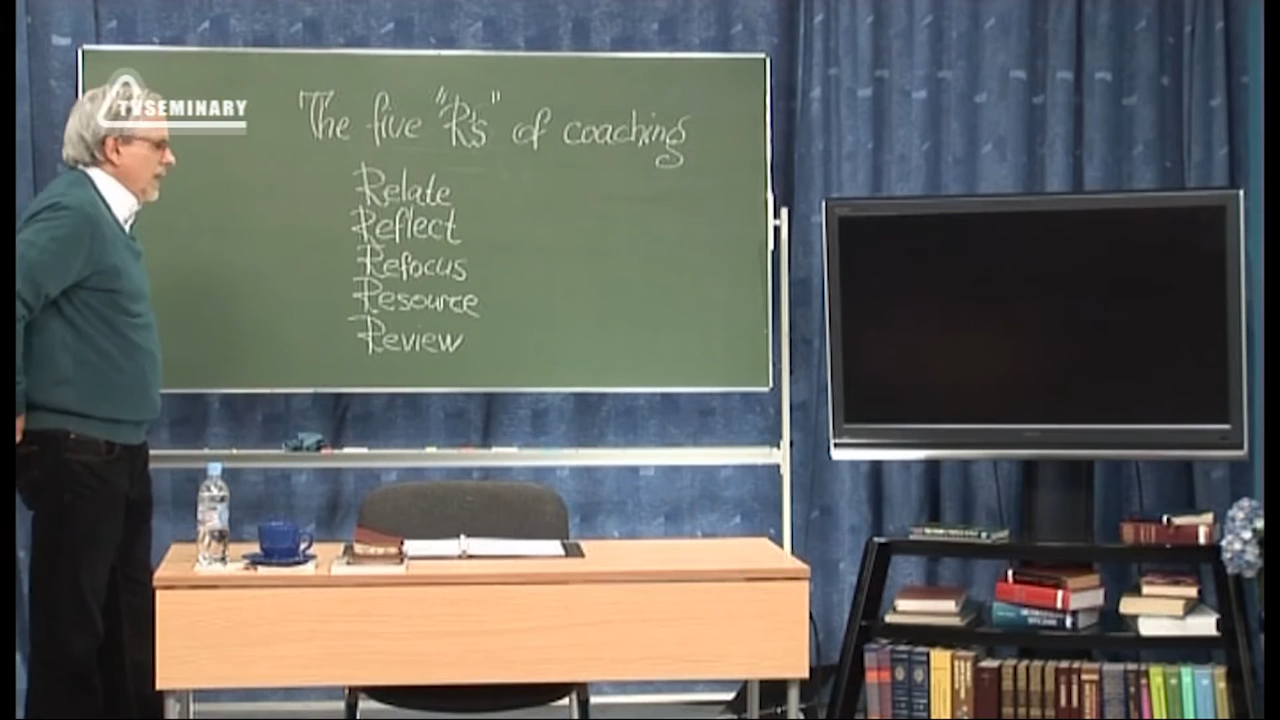 TVSEMINARY
The five "R's" of coaching
Relate
Reflect
Refocus
Resource
Review